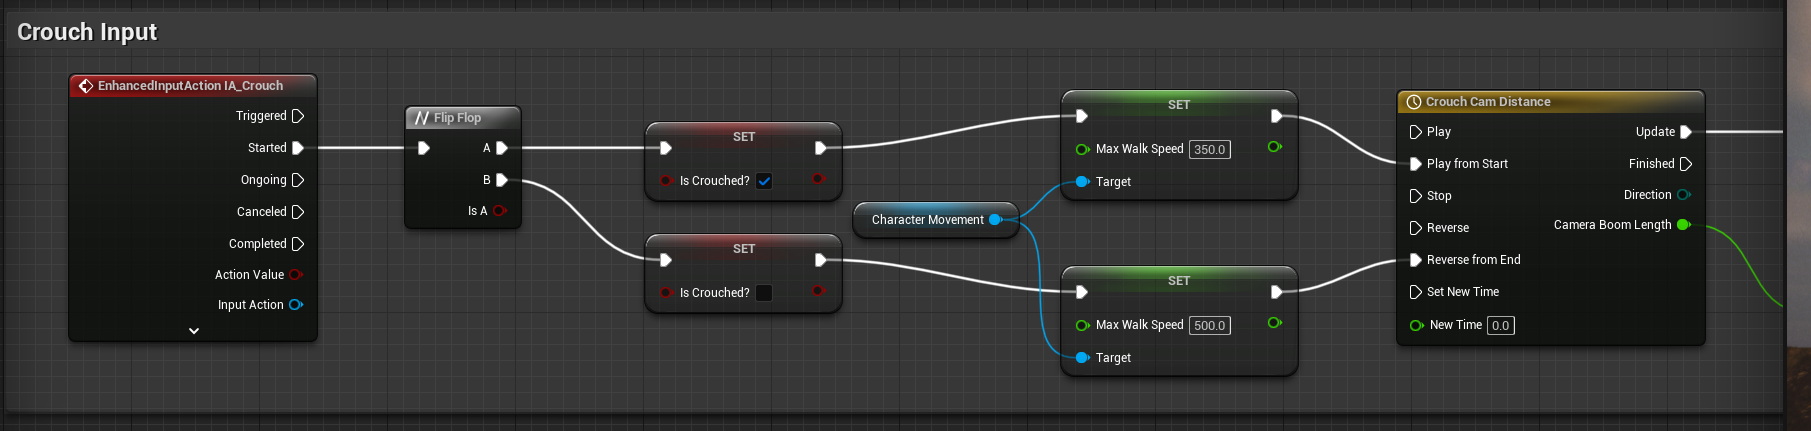 Crouch Input
EnhancedInputAction IA_Crouch
Triggered
Started
Ongoing
Canceled
Completed
Action Value
Input Action
Flip Flop
A
B
Is A
SET
Is Crouched?
SET
Is Crouched?
Character Movement
SET
Max Walk Speed 350.0
Target
SET
Max Walk Speed 500.0
Target
Crouch Cam Distance
Play
Update
Play from Start
Finished
Stop
Direction
Reverse
Camera Boom Length
Reverse from End
Set New Time
New Time 0.0